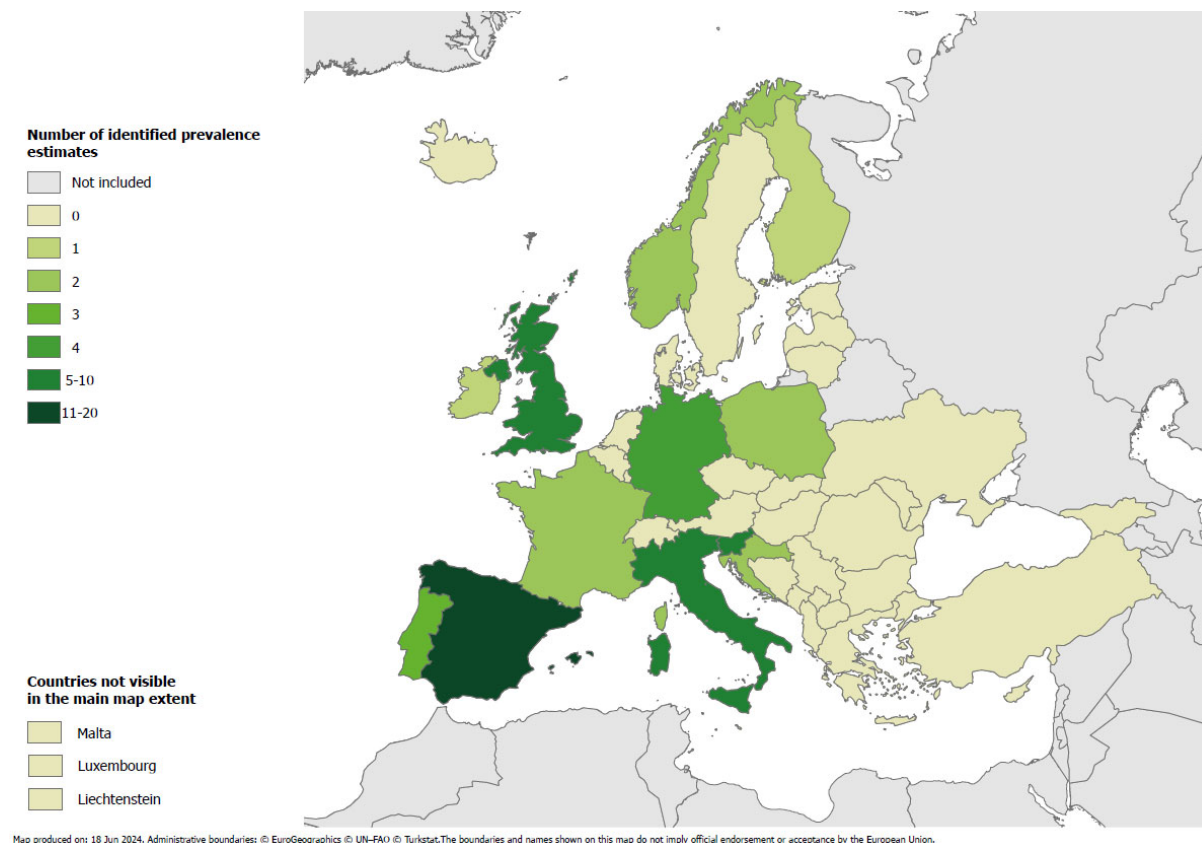 Number of identified prevalence
estimates
Not included
0
1
2
3
4
5-10
11-20
Countries not visible
in the main map extent
Malta
Luxembourg
Liechtenstein
Map produced on: 18 Jun 2024. Administrative boundaries: © EuroGeographics © UN–FAO © Turkstat.The boundaries and names shown on this map do not imply official endorsement or acceptance by the European Union.